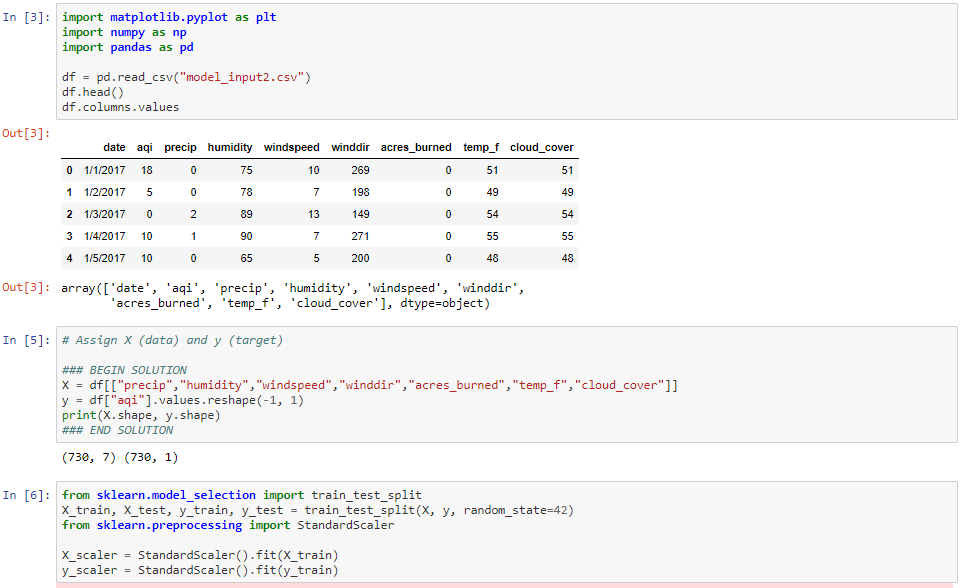 In [3]: import matplotlib.pyplot as plt
import numpy as np
import pandas as pd
df = pd.read_csv("model_input2.csv")
df.head()
df.columns.values
Out[3]:
date aqi precip humidity windspeed winddir acres_burned temp_f cloud_cover
0 1/1/2017 18 0 75 10 269 0 51 51
1 1/2/2017 5 0 78 7 198 0 49 49
2 1/3/2017 0 2 89 13 149 0 54 54
3 1/4/2017 10 1 90 7 271 0 55 55
4 1/5/2017 10 0 65 5 200 0 48 48
Out[3]: array(['date', 'aqi', 'precip', 'humidity', 'windspeed', 'winddir',
'acres_burned', 'temp_f', 'cloud_cover'], dtype=object)
In [5]: # Assign X (data) and y (target)
### BEGIN SOLUTION
X = df[["precip","humidity","windspeed","winddir","acres_burned","temp_f","cloud_cover"]]
y = df["aqi"].values.reshape(-1, 1)
print(X.shape, y.shape)
### END SOLUTION
(730, 7) (730, 1)
In [6]: from sklearn.model_selection import train_test_split
X_train, X_test, y_train, y_test = train_test_split(X, y, random_state=42)
from sklearn.preprocessing import StandardScaler
X_scaler = StandardScaler().fit(X_train)
y_scaler = StandardScaler().fit(y_train)